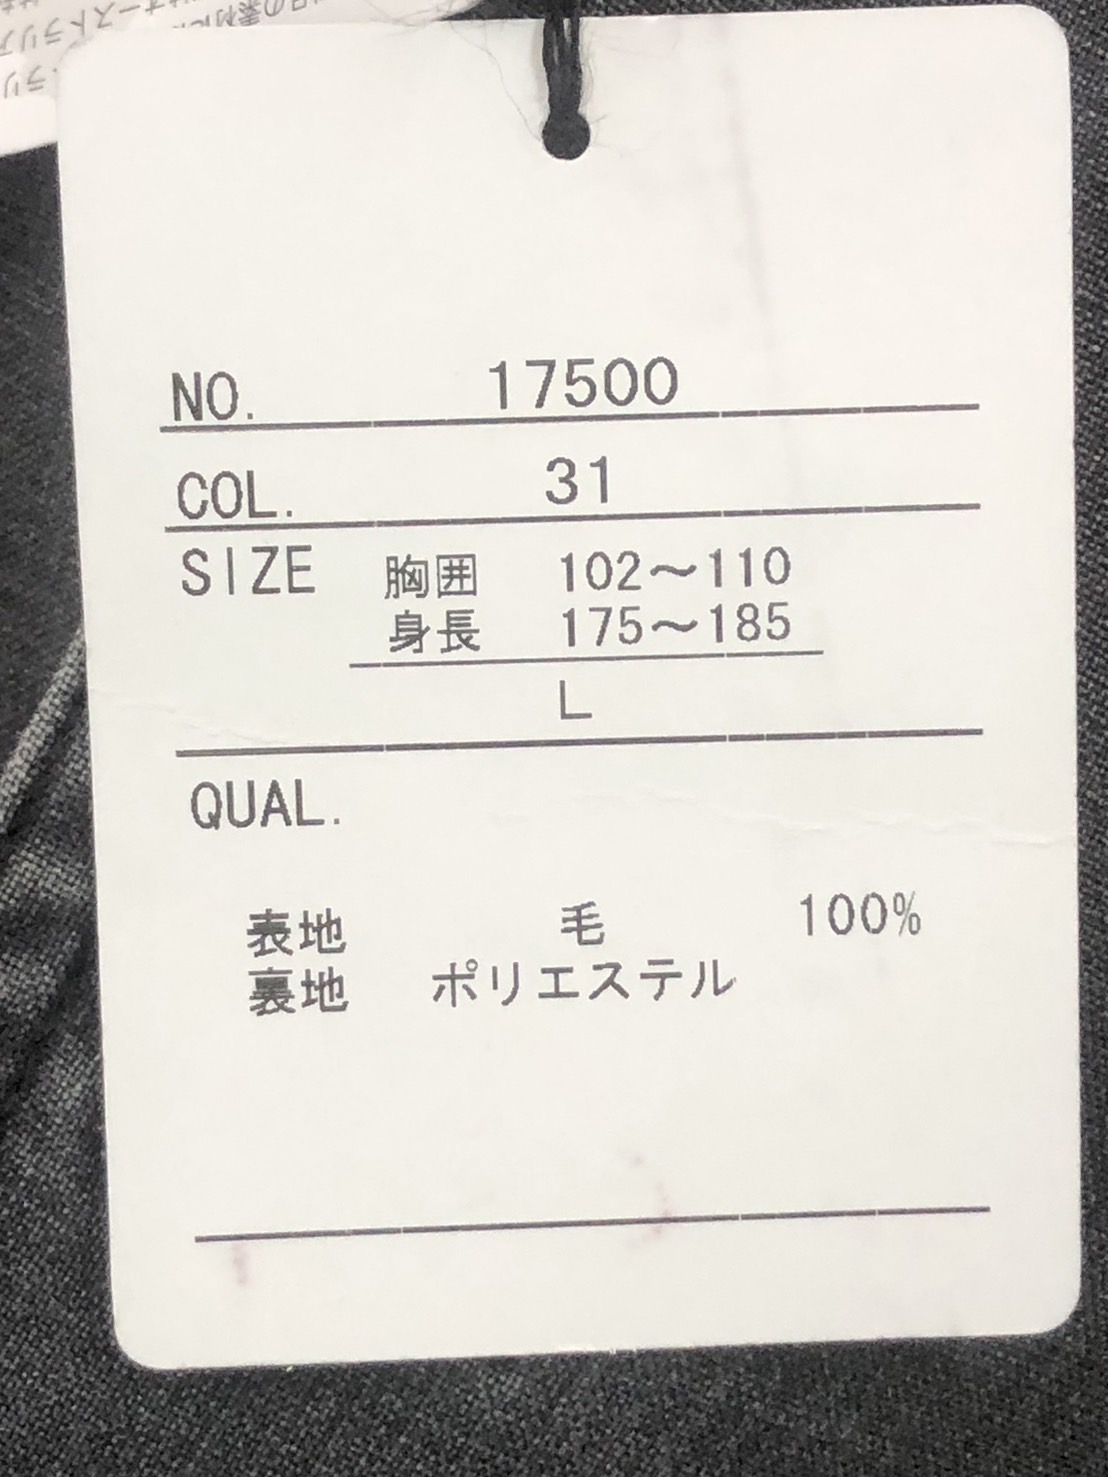 NO. 17500
COL. 31
SIZE 胸囲 102～110
身長 175～185
L
QUAL.
表地 毛 100%
裏地 ポリエステル